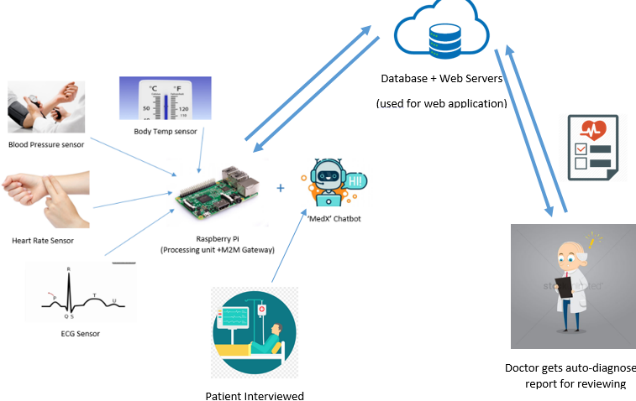 Database + Web Servers
(used for web application)
°C °F
50
120
110
Body Temp sensor
Blood Pressure sensor
HI!
Heart Rate Sensor
Raspberry Pi
(Processing unit +M2M Gateway)
+
'MedX' Chatbot
R
P
T
U
Q S
ECG Sensor
Patient Interviewed
Doctor gets auto-diagnose
report for reviewing